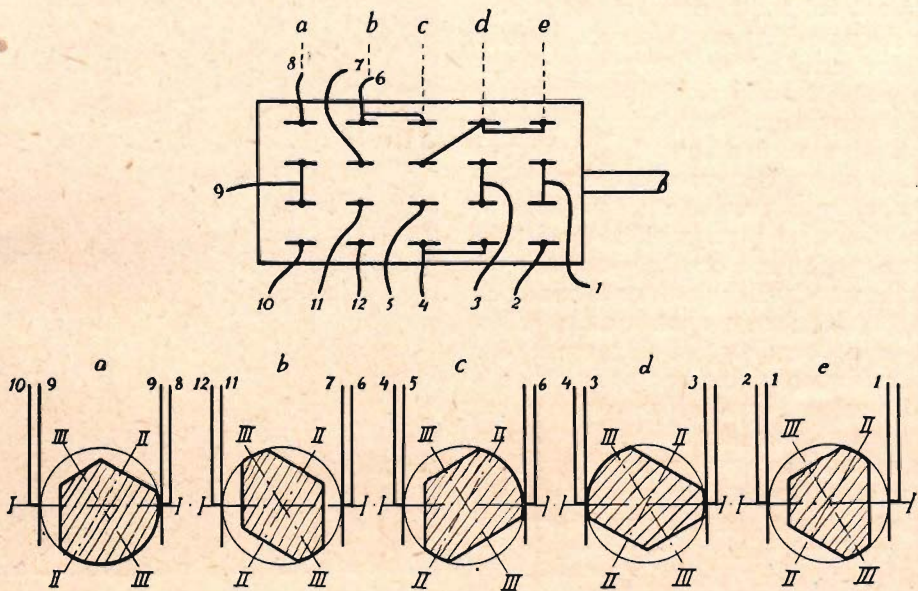 a b c d e
8 7 6
9
10 11 12 5 4 3 2 1
a b c d e
10 9 9 8 12 11 7 6 4 5 6 4 3 3 2 1 1
III II III II III II III II III II
I I I I I I
II III II III II III II III II III